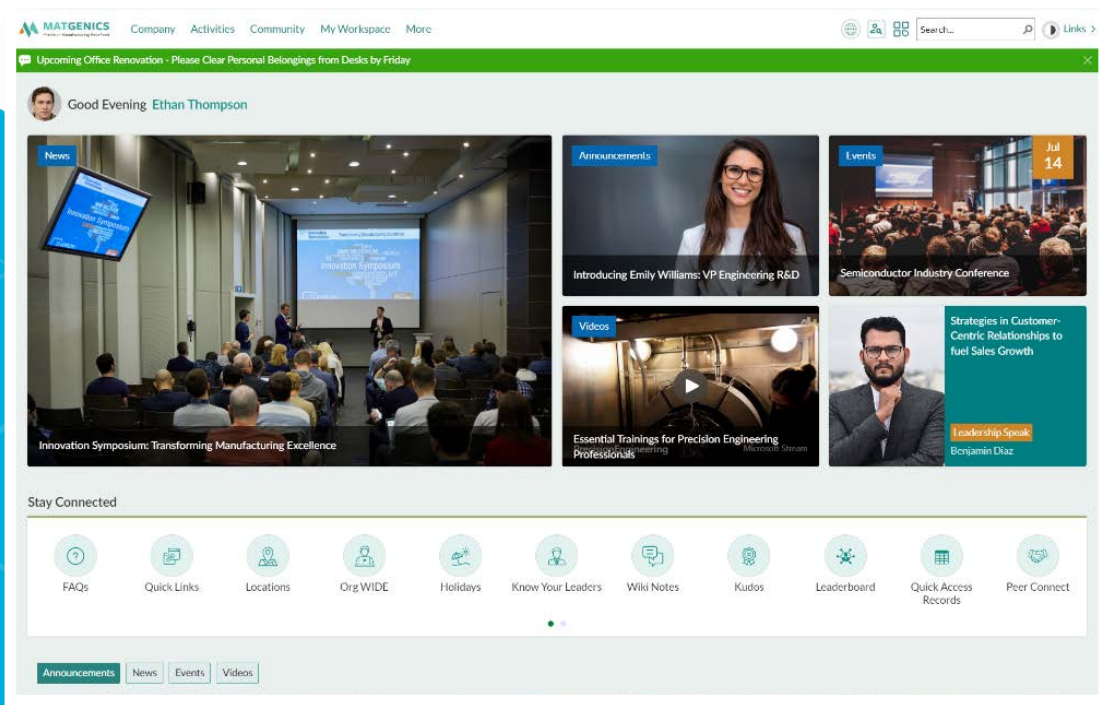 MATGENICS
Company Activities Community My Workspace More
Search...
Links >
Upcoming Office Renovation - Please Clear Personal Belongings from Desks by Friday
Good Evening Ethan Thompson
News
Innovation Symposium
Innovation Symposium
Innovation Symposium: Transforming Manufacturing Excellence
Announcements
Introducing Emily Williams: VP Engineering R&D
Events
Jul
14
Semiconductor Industry Conference
Videos
Essential Trainings for Precision Engineering
Professionals
Precision Engineering
Microsoft Stream
Strategies in Customer-
Centric Relationships to
fuel Sales Growth
Leadership Speak
Benjamin Diaz
Stay Connected
FAQs
Quick Links
Locations
Org WIDE
Holidays
Know Your Leaders
Wiki Notes
Kudos
Leaderboard
Quick Access
Records
Peer Connect
Announcements News Events Videos